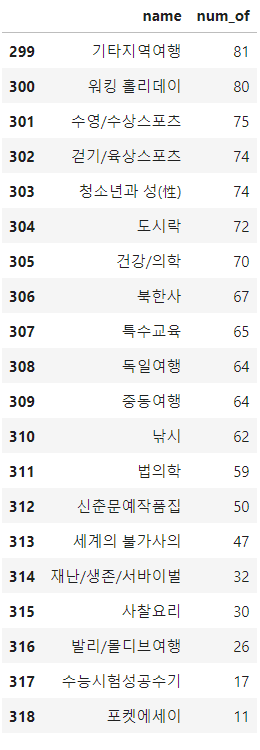 name num_of
299 기타지역여행 81
300 워킹 홀리데이 80
301 수영/수상스포츠 75
302 걷기/육상스포츠 74
303 청소년과 성(性) 74
304 도시락 72
305 건강/의학 70
306 북한사 67
307 특수교육 65
308 독일여행 64
309 중동여행 64
310 낚시 62
311 법의학 59
312 신춘문예작품집 50
313 세계의 불가사의 47
314 재난/생존/서바이벌 32
315 사찰요리 30
316 발리/몰디브여행 26
317 수능시험성공수기 17
318 포켓에세이 11